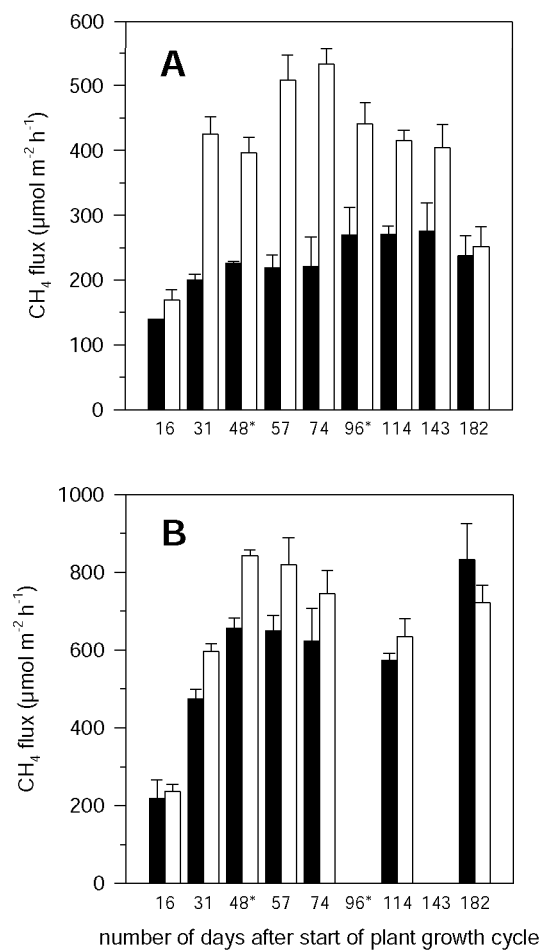 600
A
500
400
300
200
100
0
CH₄ flux (µmol m⁻² h⁻¹)
16 31 48* 57 74 96* 114 143 182
1000
B
800
600
400
200
0
CH₄ flux (µmol m⁻² h⁻¹)
16 31 48* 57 74 96* 114 143 182
number of days after start of plant growth cycle